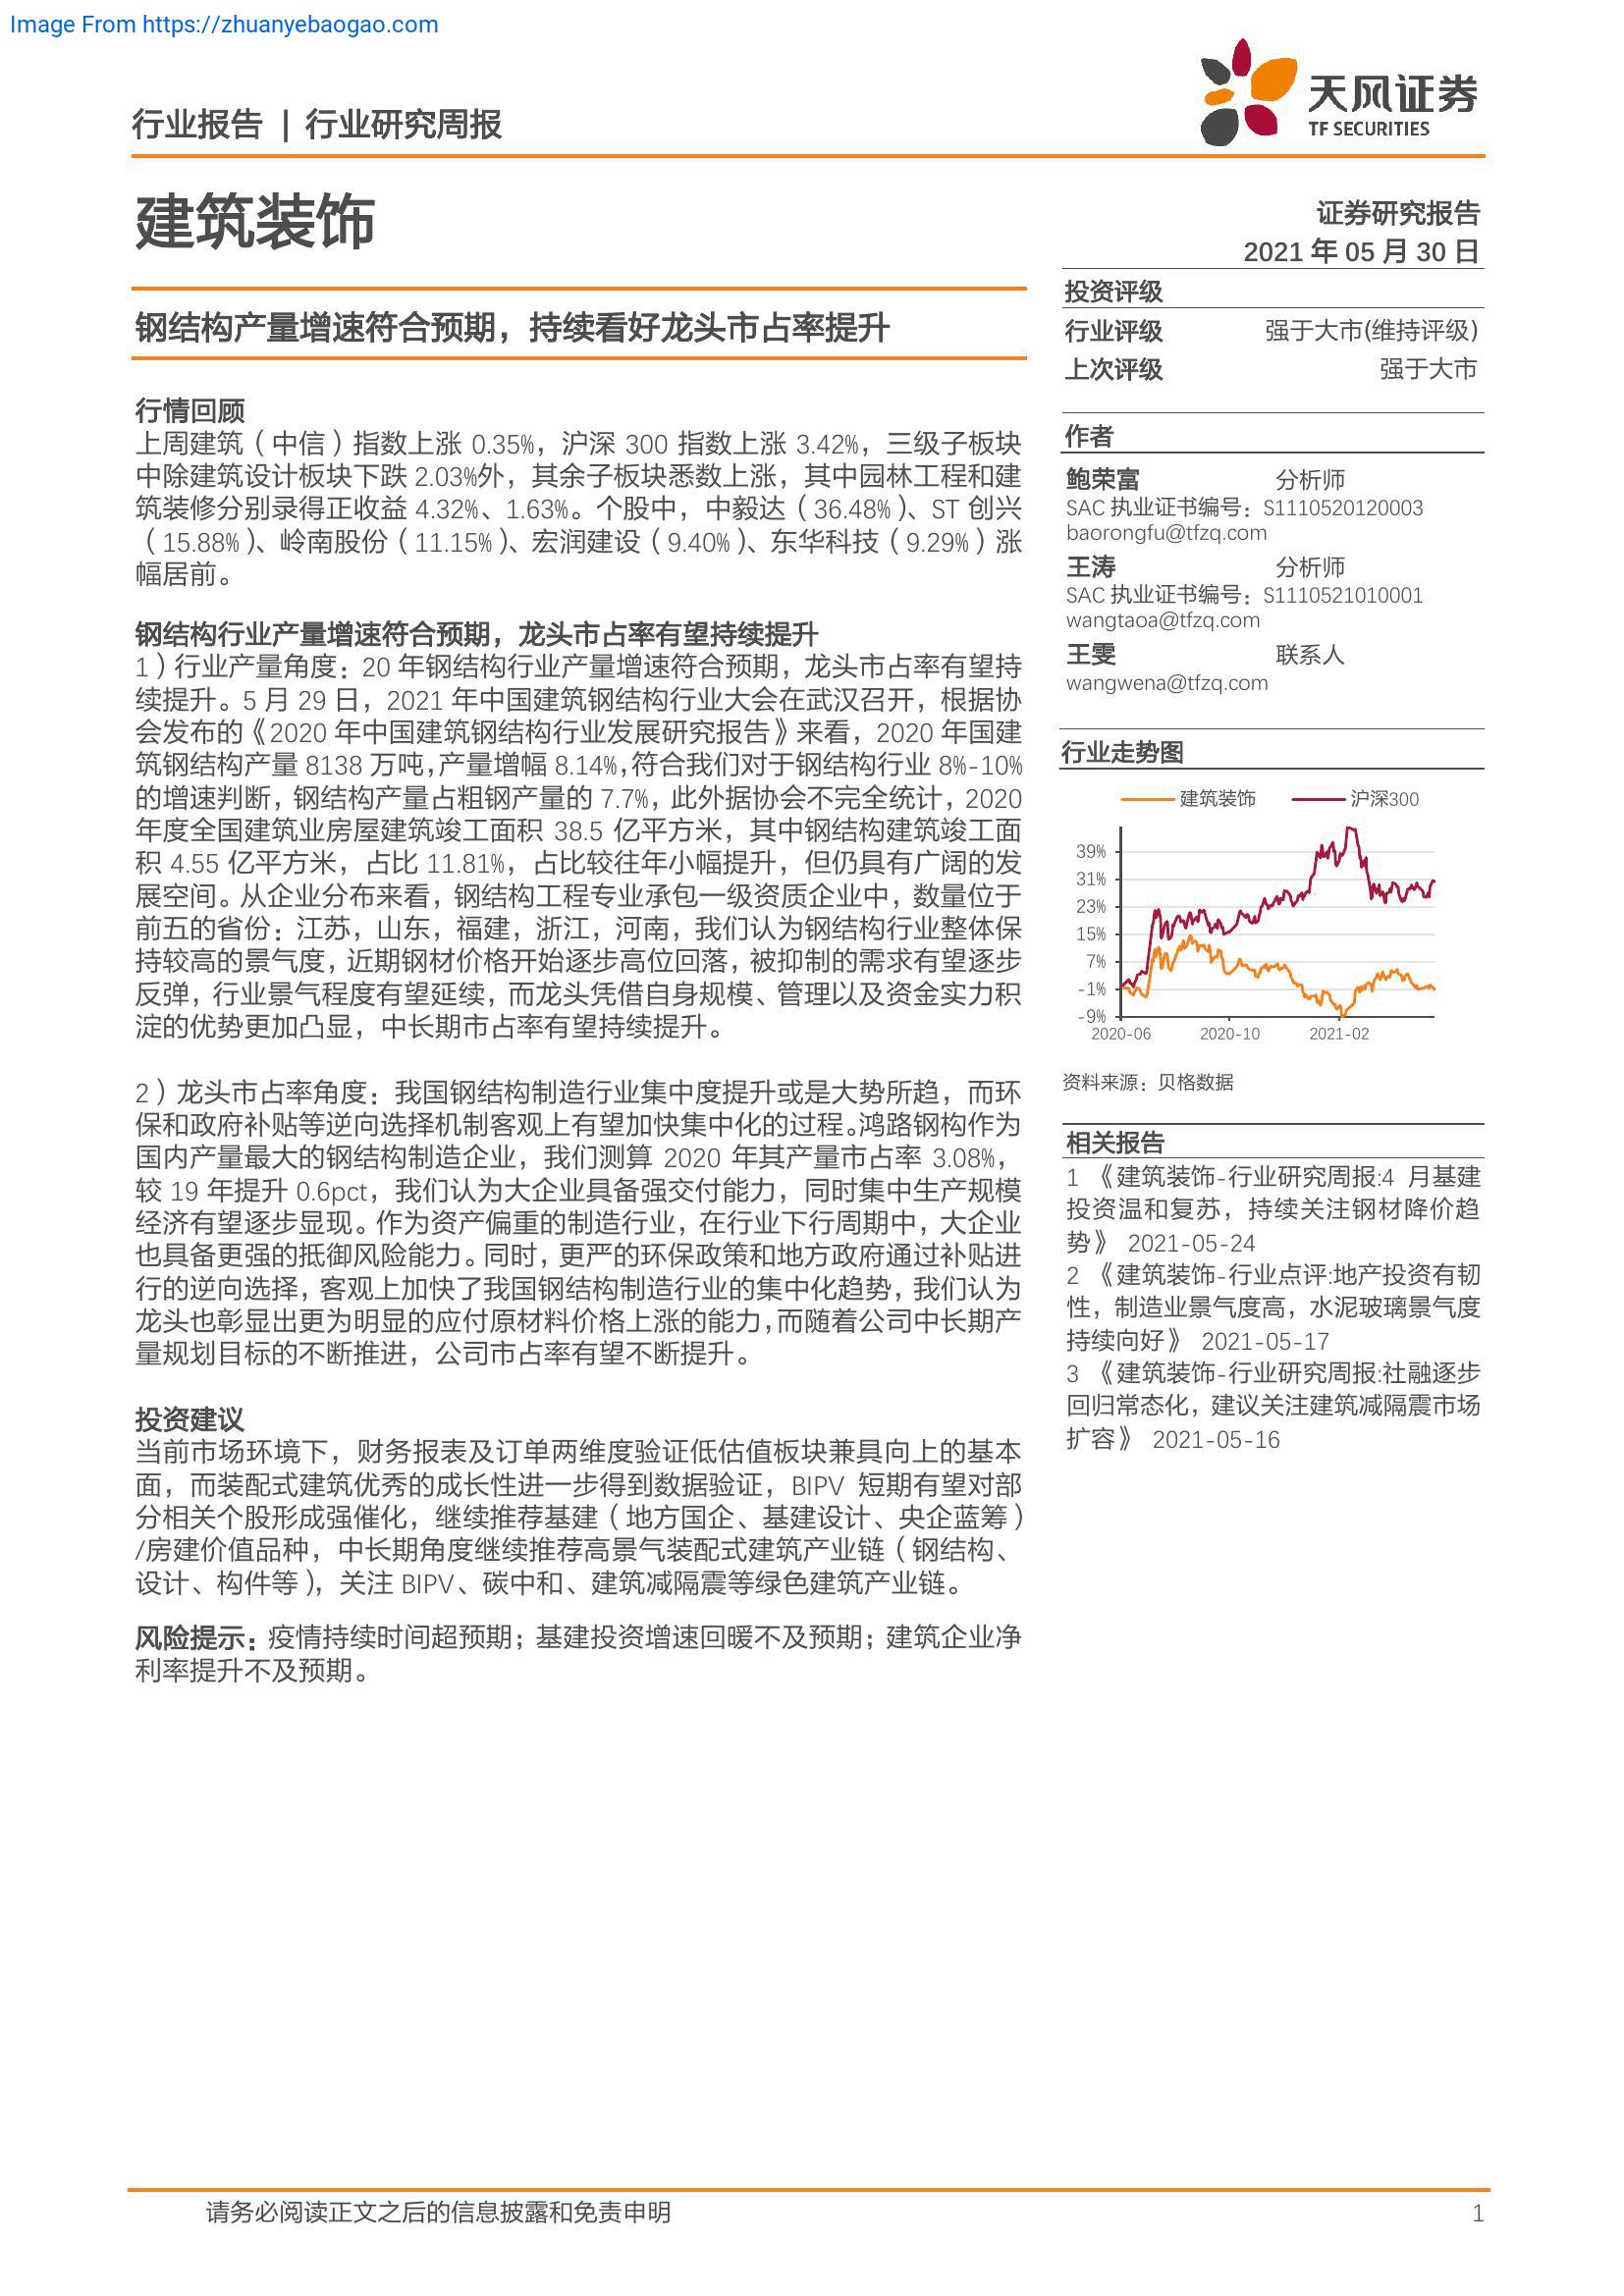 Image From https://zhuanyebaogao.com
行业报告 | 行业研究周报
天风证券
TF SECURITIES
建筑装饰
证券研究报告
2021 年 05 月 30 日
钢结构产量增速符合预期，持续看好龙头市占率提升
行情回顾
上周建筑（中信）指数上涨 0.35%，沪深 300 指数上涨 3.42%，三级子板块
中除建筑设计板块下跌 2.03%外，其余子板块悉数上涨，其中园林工程和建
筑装修分别录得正收益 4.32%、1.63%。个股中，中毅达（36.48%）、ST 创兴
（15.88%）、岭南股份（11.15%）、宏润建设（9.40%）、东华科技（9.29%）涨
幅居前。
钢结构行业产量增速符合预期，龙头市占率有望持续提升
1）行业产量角度：20 年钢结构行业产量增速符合预期，龙头市占率有望持
续提升。5 月 29 日，2021 年中国建筑钢结构行业大会在武汉召开，根据协
会发布的《2020 年中国建筑钢结构行业发展研究报告》来看，2020 年国建
筑钢结构产量 8138 万吨，产量增幅 8.14%，符合我们对于钢结构行业 8%-10%
的增速判断，钢结构产量占粗钢产量的 7.7%，此外据协会不完全统计，2020
年度全国建筑业房屋建筑竣工面积 38.5 亿平方米，其中钢结构建筑竣工面
积 4.55 亿平方米，占比 11.81%，占比较往年小幅提升，但仍具有广阔的发
展空间。从企业分布来看，钢结构工程专业承包一级资质企业中，数量位于
前五的省份：江苏，山东，福建，浙江，河南，我们认为钢结构行业整体保
持较高的景气度，近期钢材价格开始逐步高位回落，被抑制的需求有望逐步
反弹，行业景气程度有望延续，而龙头凭借自身规模、管理以及资金实力积
淀的优势更加凸显，中长期市占率有望持续提升。
2）龙头市占率角度：我国钢结构制造行业集中度提升或是大势所趋，而环
保和政府补贴等逆向选择机制客观上有望加快集中化的过程。鸿路钢构作为
国内产量最大的钢结构制造企业，我们测算 2020 年其产量市占率 3.08%，
较 19 年提升 0.6pct，我们认为大企业具备强交付能力，同时集中生产规模
经济有望逐步显现。作为资产偏重的制造行业，在行业下行周期中，大企业
也具备更强的抵御风险能力。同时，更严的环保政策和地方政府通过补贴进
行的逆向选择，客观上加快了我国钢结构制造行业的集中化趋势，我们认为
龙头也彰显出更为明显的应付原材料价格上涨的能力，而随着公司中长期产
量规划目标的不断推进，公司市占率有望不断提升。
投资建议
当前市场环境下，财务报表及订单两维度验证低估值板块兼具向上的基本
面，而装配式建筑优秀的成长性进一步得到数据验证，BIPV 短期有望对部
分相关个股形成强催化，继续推荐基建（地方国企、基建设计、央企蓝筹）
/房建价值品种，中长期角度继续推荐高景气装配式建筑产业链（钢结构、
设计、构件等），关注 BIPV、碳中和、建筑减隔震等绿色建筑产业链。
风险提示：疫情持续时间超预期；基建投资增速回暖不及预期；建筑企业净
利率提升不及预期。
投资评级
行业评级 强于大市(维持评级)
上次评级 强于大市
作者
鲍荣富 分析师
SAC 执业证书编号：S1110520120003
baorongfu@tfzq.com
王涛 分析师
SAC 执业证书编号：S1110521010001
wangtaoa@tfzq.com
王雯 联系人
wangwena@tfzq.com
行业走势图
建筑装饰 沪深300
39%
31%
23%
15%
7%
-1%
-9%
2020-06 2020-10 2021-02
资料来源：贝格数据
相关报告
1 《建筑装饰-行业研究周报:4 月基建
投资温和复苏，持续关注钢材降价趋
势》 2021-05-24
2 《建筑装饰-行业点评:地产投资有韧
性，制造业景气度高，水泥玻璃景气度
持续向好》 2021-05-17
3 《建筑装饰-行业研究周报:社融逐步
回归常态化，建议关注建筑减隔震市场
扩容》 2021-05-16
请务必阅读正文之后的信息披露和免责申明 1